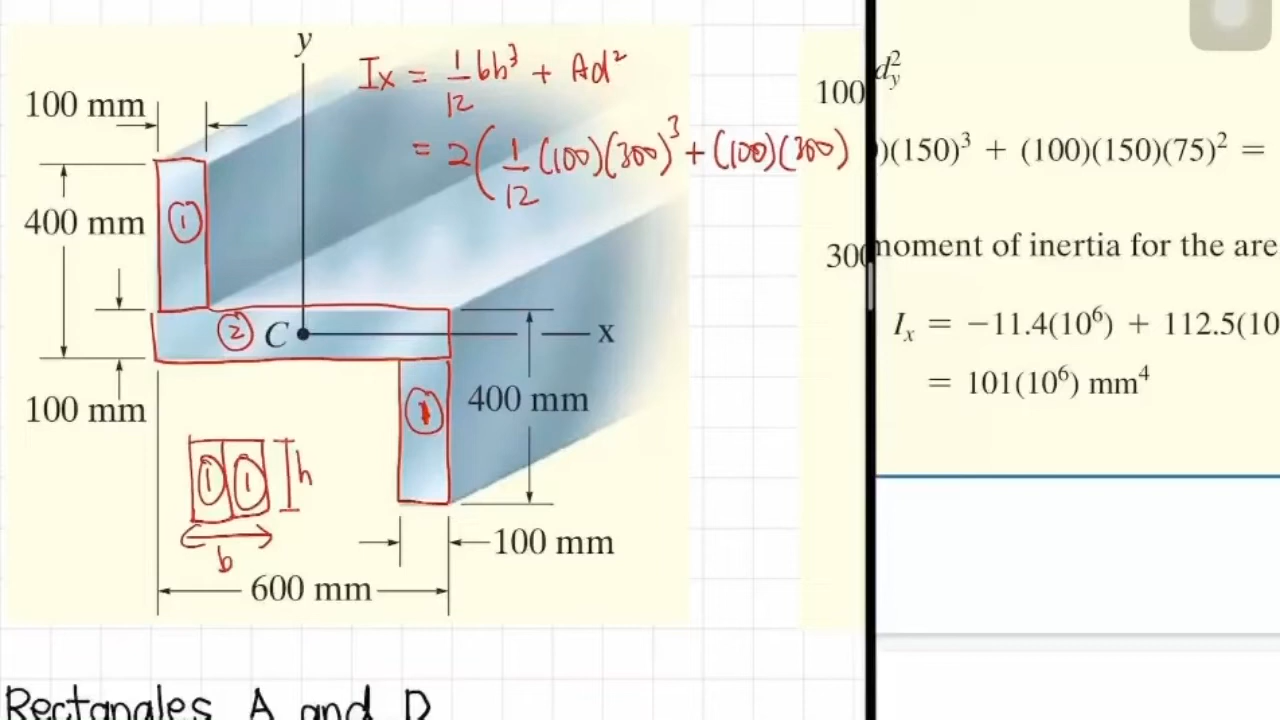 y
Ix = 1/12 bh³ + Ad²
= 2(1/12 (100)(300)³ + (100)(300)
100 mm
400 mm
①
②
C
x
100 mm
①
400 mm
① ①
h
b
100 mm
600 mm
Rectangles A and D
d_y²
100
)(150)³ + (100)(150)(75)² =
300
moment of inertia for the are
I_x = −11.4(10⁶) + 112.5(10
= 101(10⁶) mm⁴